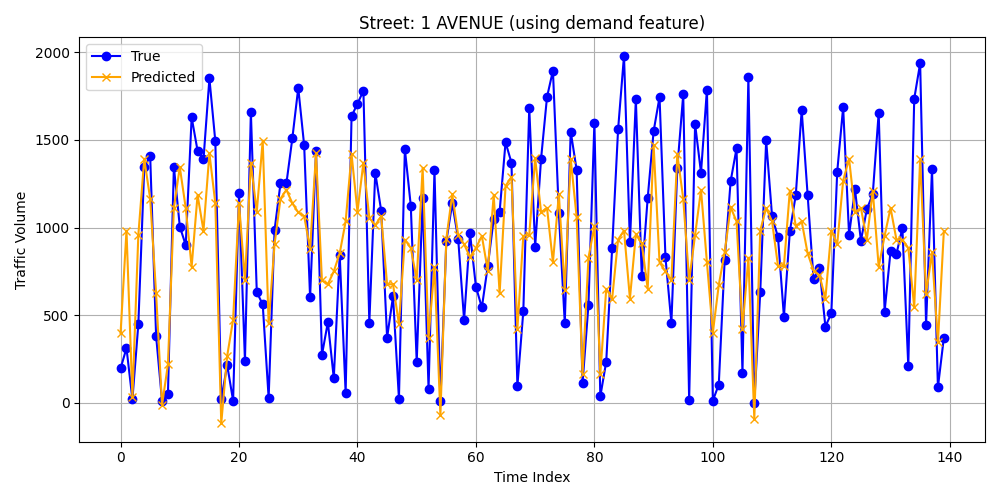 Street: 1 AVENUE (using demand feature)
True
Predicted
Traffic Volume
2000
1500
1000
500
0
0 20 40 60 80 100 120 140
Time Index